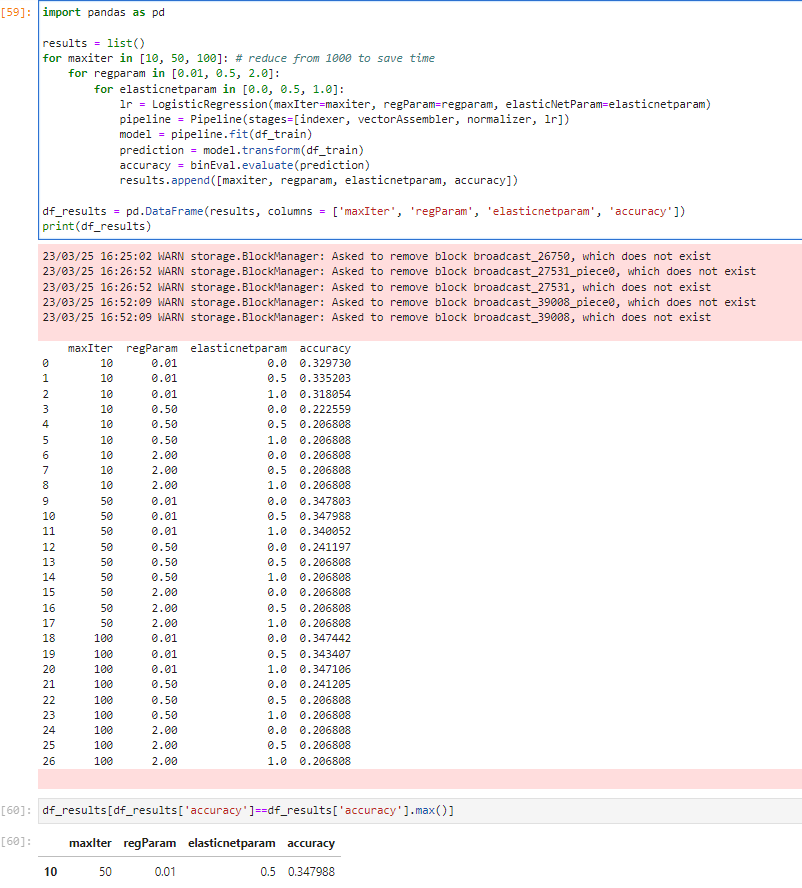 [59]: import pandas as pd
results = list()
for maxiter in [10, 50, 100]: # reduce from 1000 to save time
    for regparam in [0.01, 0.5, 2.0]:
        for elasticnetparam in [0.0, 0.5, 1.0]:
            lr = LogisticRegression(maxIter=maxiter, regParam=regparam, elasticNetParam=elasticnetparam)
            pipeline = Pipeline(stages=[indexer, vectorAssembler, normalizer, lr])
            model = pipeline.fit(df_train)
            prediction = model.transform(df_train)
            accuracy = binEval.evaluate(prediction)
            results.append([maxiter, regparam, elasticnetparam, accuracy])
df_results = pd.DataFrame(results, columns = ['maxIter', 'regParam', 'elasticnetparam', 'accuracy'])
print(df_results)
23/03/25 16:25:02 WARN storage.BlockManager: Asked to remove block broadcast_26750, which does not exist
23/03/25 16:26:52 WARN storage.BlockManager: Asked to remove block broadcast_27531_piece0, which does not exist
23/03/25 16:26:52 WARN storage.BlockManager: Asked to remove block broadcast_27531, which does not exist
23/03/25 16:52:09 WARN storage.BlockManager: Asked to remove block broadcast_39008_piece0, which does not exist
23/03/25 16:52:09 WARN storage.BlockManager: Asked to remove block broadcast_39008, which does not exist
    maxIter  regParam  elasticnetparam  accuracy
0        10      0.01              0.0  0.329730
1        10      0.01              0.5  0.335203
2        10      0.01              1.0  0.318054
3        10      0.50              0.0  0.222559
4        10      0.50              0.5  0.206808
5        10      0.50              1.0  0.206808
6        10      2.00              0.0  0.206808
7        10      2.00              0.5  0.206808
8        10      2.00              1.0  0.206808
9        50      0.01              0.0  0.347803
10       50      0.01              0.5  0.347988
11       50      0.01              1.0  0.340052
12       50      0.50              0.0  0.241197
13       50      0.50              0.5  0.206808
14       50      0.50              1.0  0.206808
15       50      2.00              0.0  0.206808
16       50      2.00              0.5  0.206808
17       50      2.00              1.0  0.206808
18      100      0.01              0.0  0.347442
19      100      0.01              0.5  0.343407
20      100      0.01              1.0  0.347106
21      100      0.50              0.0  0.241205
22      100      0.50              0.5  0.206808
23      100      0.50              1.0  0.206808
24      100      2.00              0.0  0.206808
25      100      2.00              0.5  0.206808
26      100      2.00              1.0  0.206808
[60]: df_results[df_results['accuracy']==df_results['accuracy'].max()]
[60]: maxIter regParam elasticnetparam accuracy
10 50 0.01 0.5 0.347988